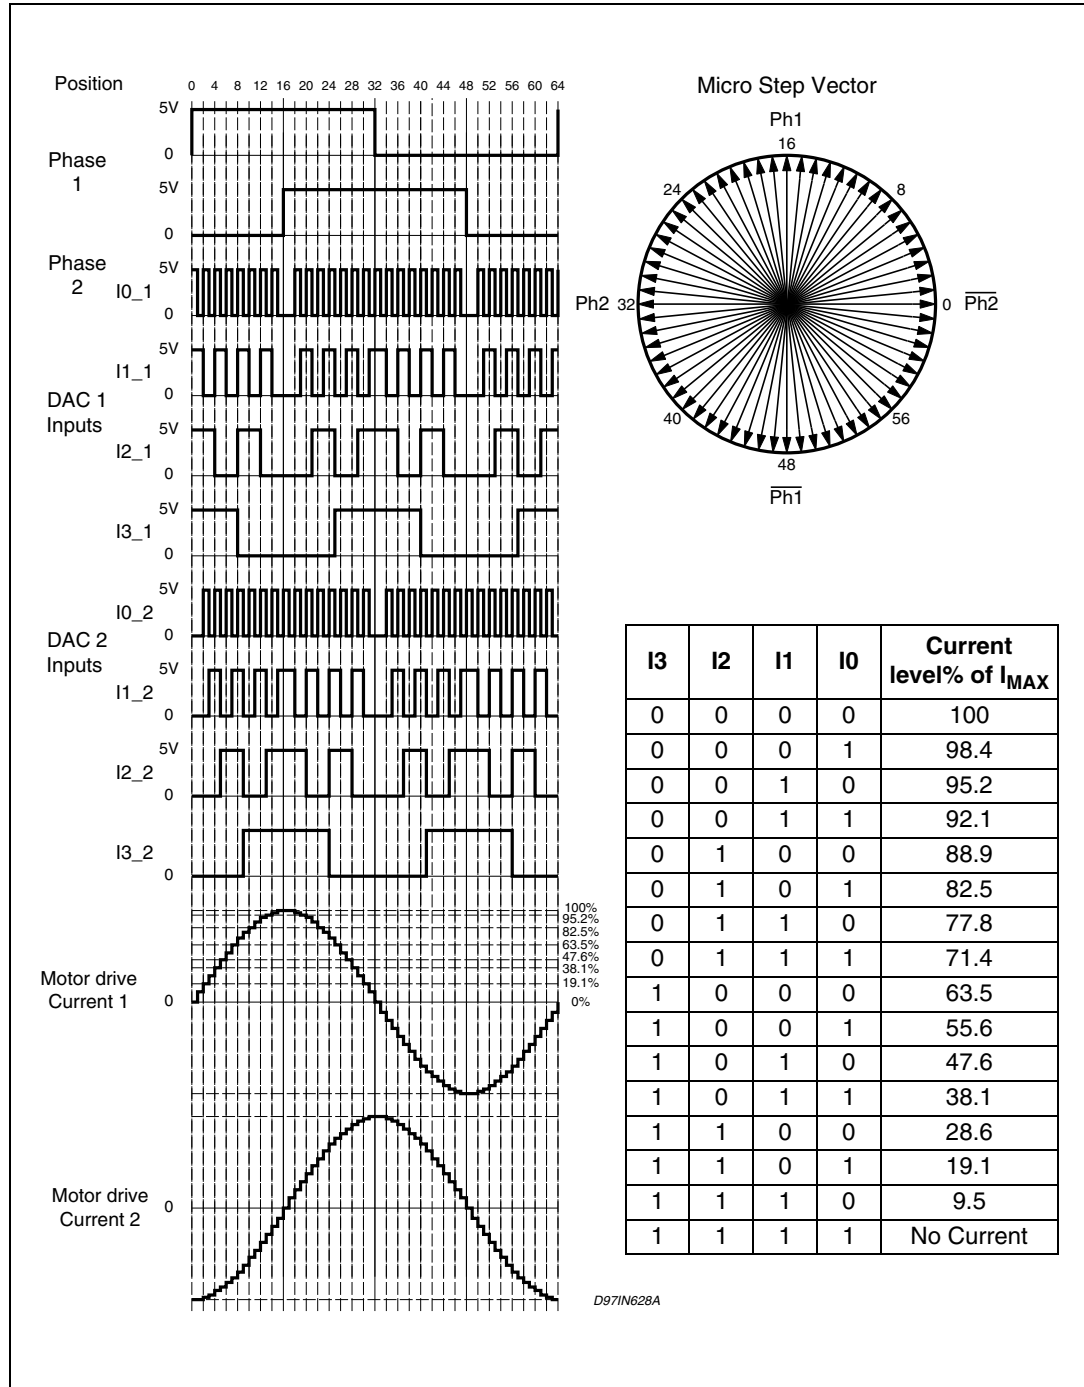 Position
0 4 8 12 16 20 24 28 32 36 40 44 48 52 56 60 64
5V
0
Phase
1
5V
0
Phase
2
5V
I0_1
0
5V
I1_1
0
DAC 1
Inputs
5V
I2_1
0
5V
I3_1
0
5V
I0_2
0
DAC 2
Inputs
5V
I1_2
0
5V
I2_2
0
5V
I3_2
0
100%
95.2%
82.5%
63.5%
47.6%
38.1%
19.1%
0%
Motor drive
Current 1
0
Motor drive
Current 2
0
Micro Step Vector
Ph1
16
24 8
Ph2 32 0 P̅h̅2̅
40 56
48
P̅h̅1̅
I3 I2 I1 I0 Current level% of IMAX
0 0 0 0 100
0 0 0 1 98.4
0 0 1 0 95.2
0 0 1 1 92.1
0 1 0 0 88.9
0 1 0 1 82.5
0 1 1 0 77.8
0 1 1 1 71.4
1 0 0 0 63.5
1 0 0 1 55.6
1 0 1 0 47.6
1 0 1 1 38.1
1 1 0 0 28.6
1 1 0 1 19.1
1 1 1 0 9.5
1 1 1 1 No Current
D97IN628A